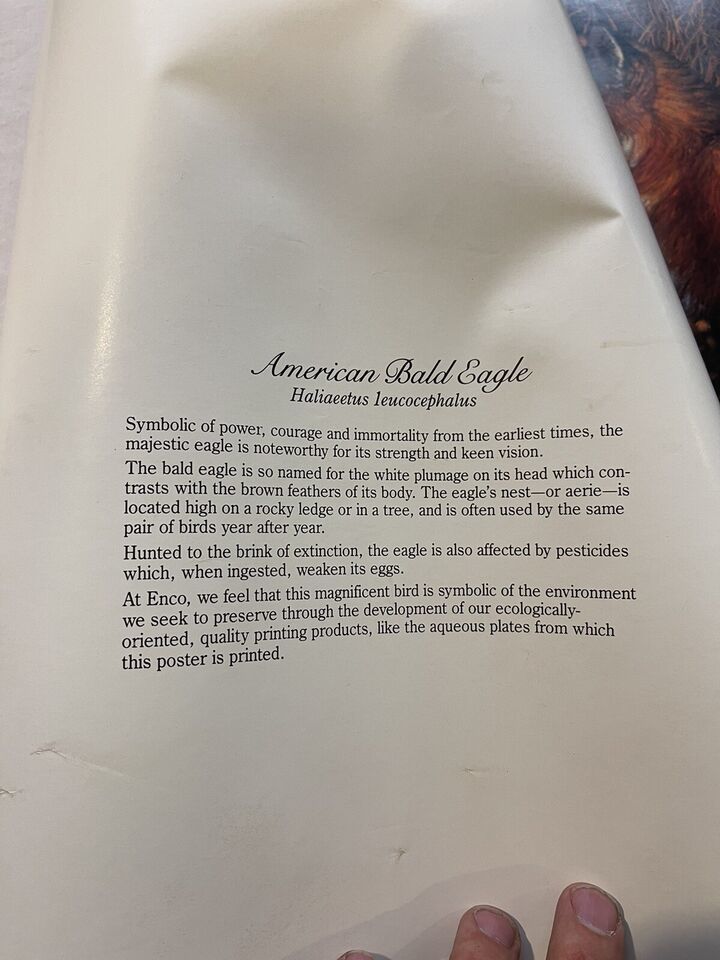 American Bald Eagle
Haliaeetus leucocephalus
Symbolic of power, courage and immortality from the earliest times, the
majestic eagle is noteworthy for its strength and keen vision.
The bald eagle is so named for the white plumage on its head which con-
trasts with the brown feathers of its body. The eagle's nest—or aerie—is
located high on a rocky ledge or in a tree, and is often used by the same
pair of birds year after year.
Hunted to the brink of extinction, the eagle is also affected by pesticides
which, when ingested, weaken its eggs.
At Enco, we feel that this magnificent bird is symbolic of the environment
we seek to preserve through the development of our ecologically-
oriented, quality printing products, like the aqueous plates from which
this poster is printed.